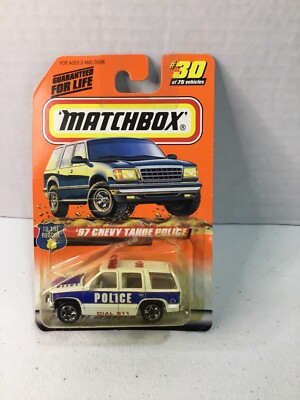 FOR AGES 3 AND OVER
GUARANTEED
FOR LIFE
#30
of 75 vehicles
MATCHBOX®
'97 CHEVY TAHOE POLICE
TO THE
RESCUE
POLICE
DIAL 911